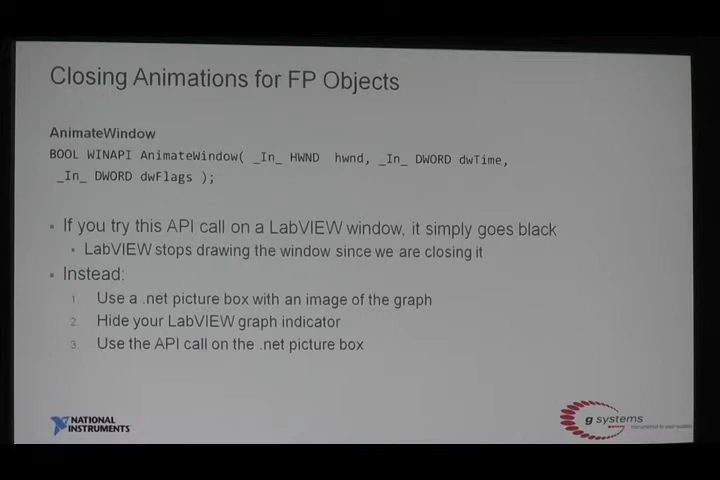 Closing Animations for FP Objects
AnimateWindow
BOOL WINAPI AnimateWindow( _In_ HWND hwnd, _In_ DWORD dwTime,
_In_ DWORD dwFlags );
If you try this API call on a LabVIEW window, it simply goes black
LabVIEW stops drawing the window since we are closing it
Instead:
1. Use a .net picture box with an image of the graph
2. Hide your LabVIEW graph indicator
3. Use the API call on the .net picture box
NATIONAL
INSTRUMENTS
g systems